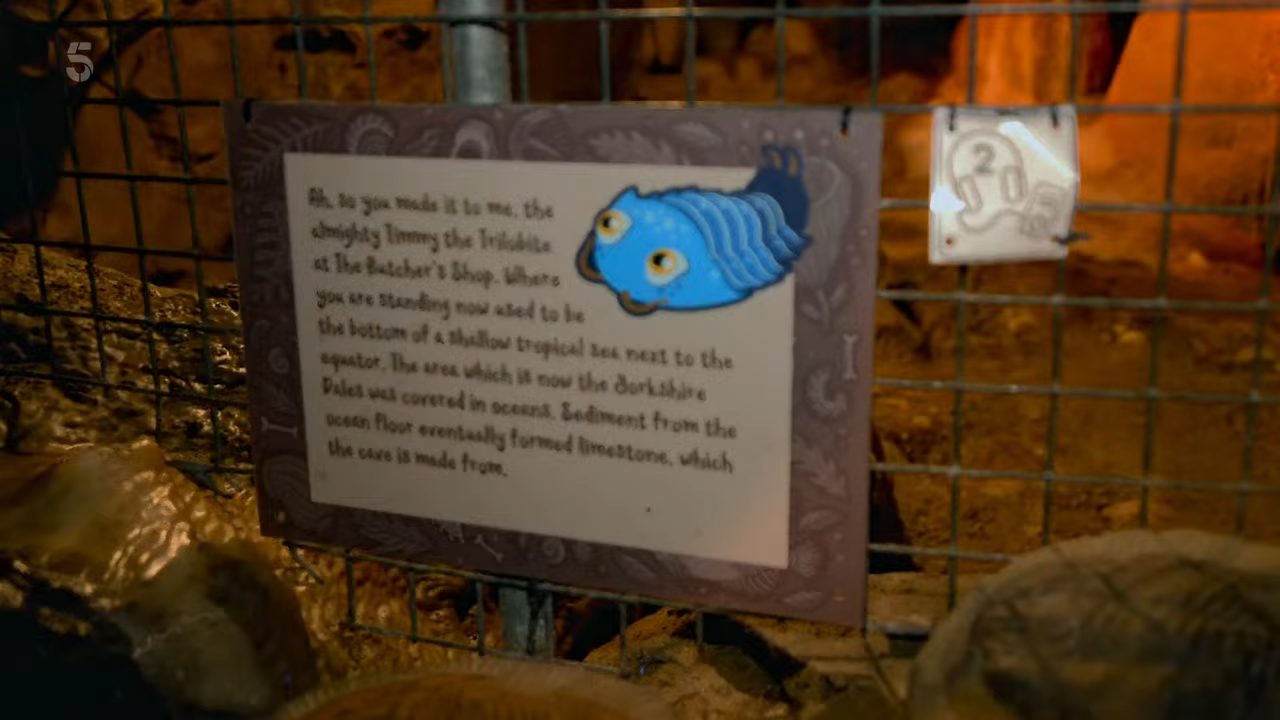 5
Ah, so you made it to me, the
almighty Timmy the Trilobite
at The Butcher's Shop. Where
you are standing now used to be
the bottom of a shallow tropical sea next to the
equator. The area which is now the Yorkshire
Dales was covered in oceans. Sediment from the
ocean floor eventually formed limestone, which
the cave is made from.
2